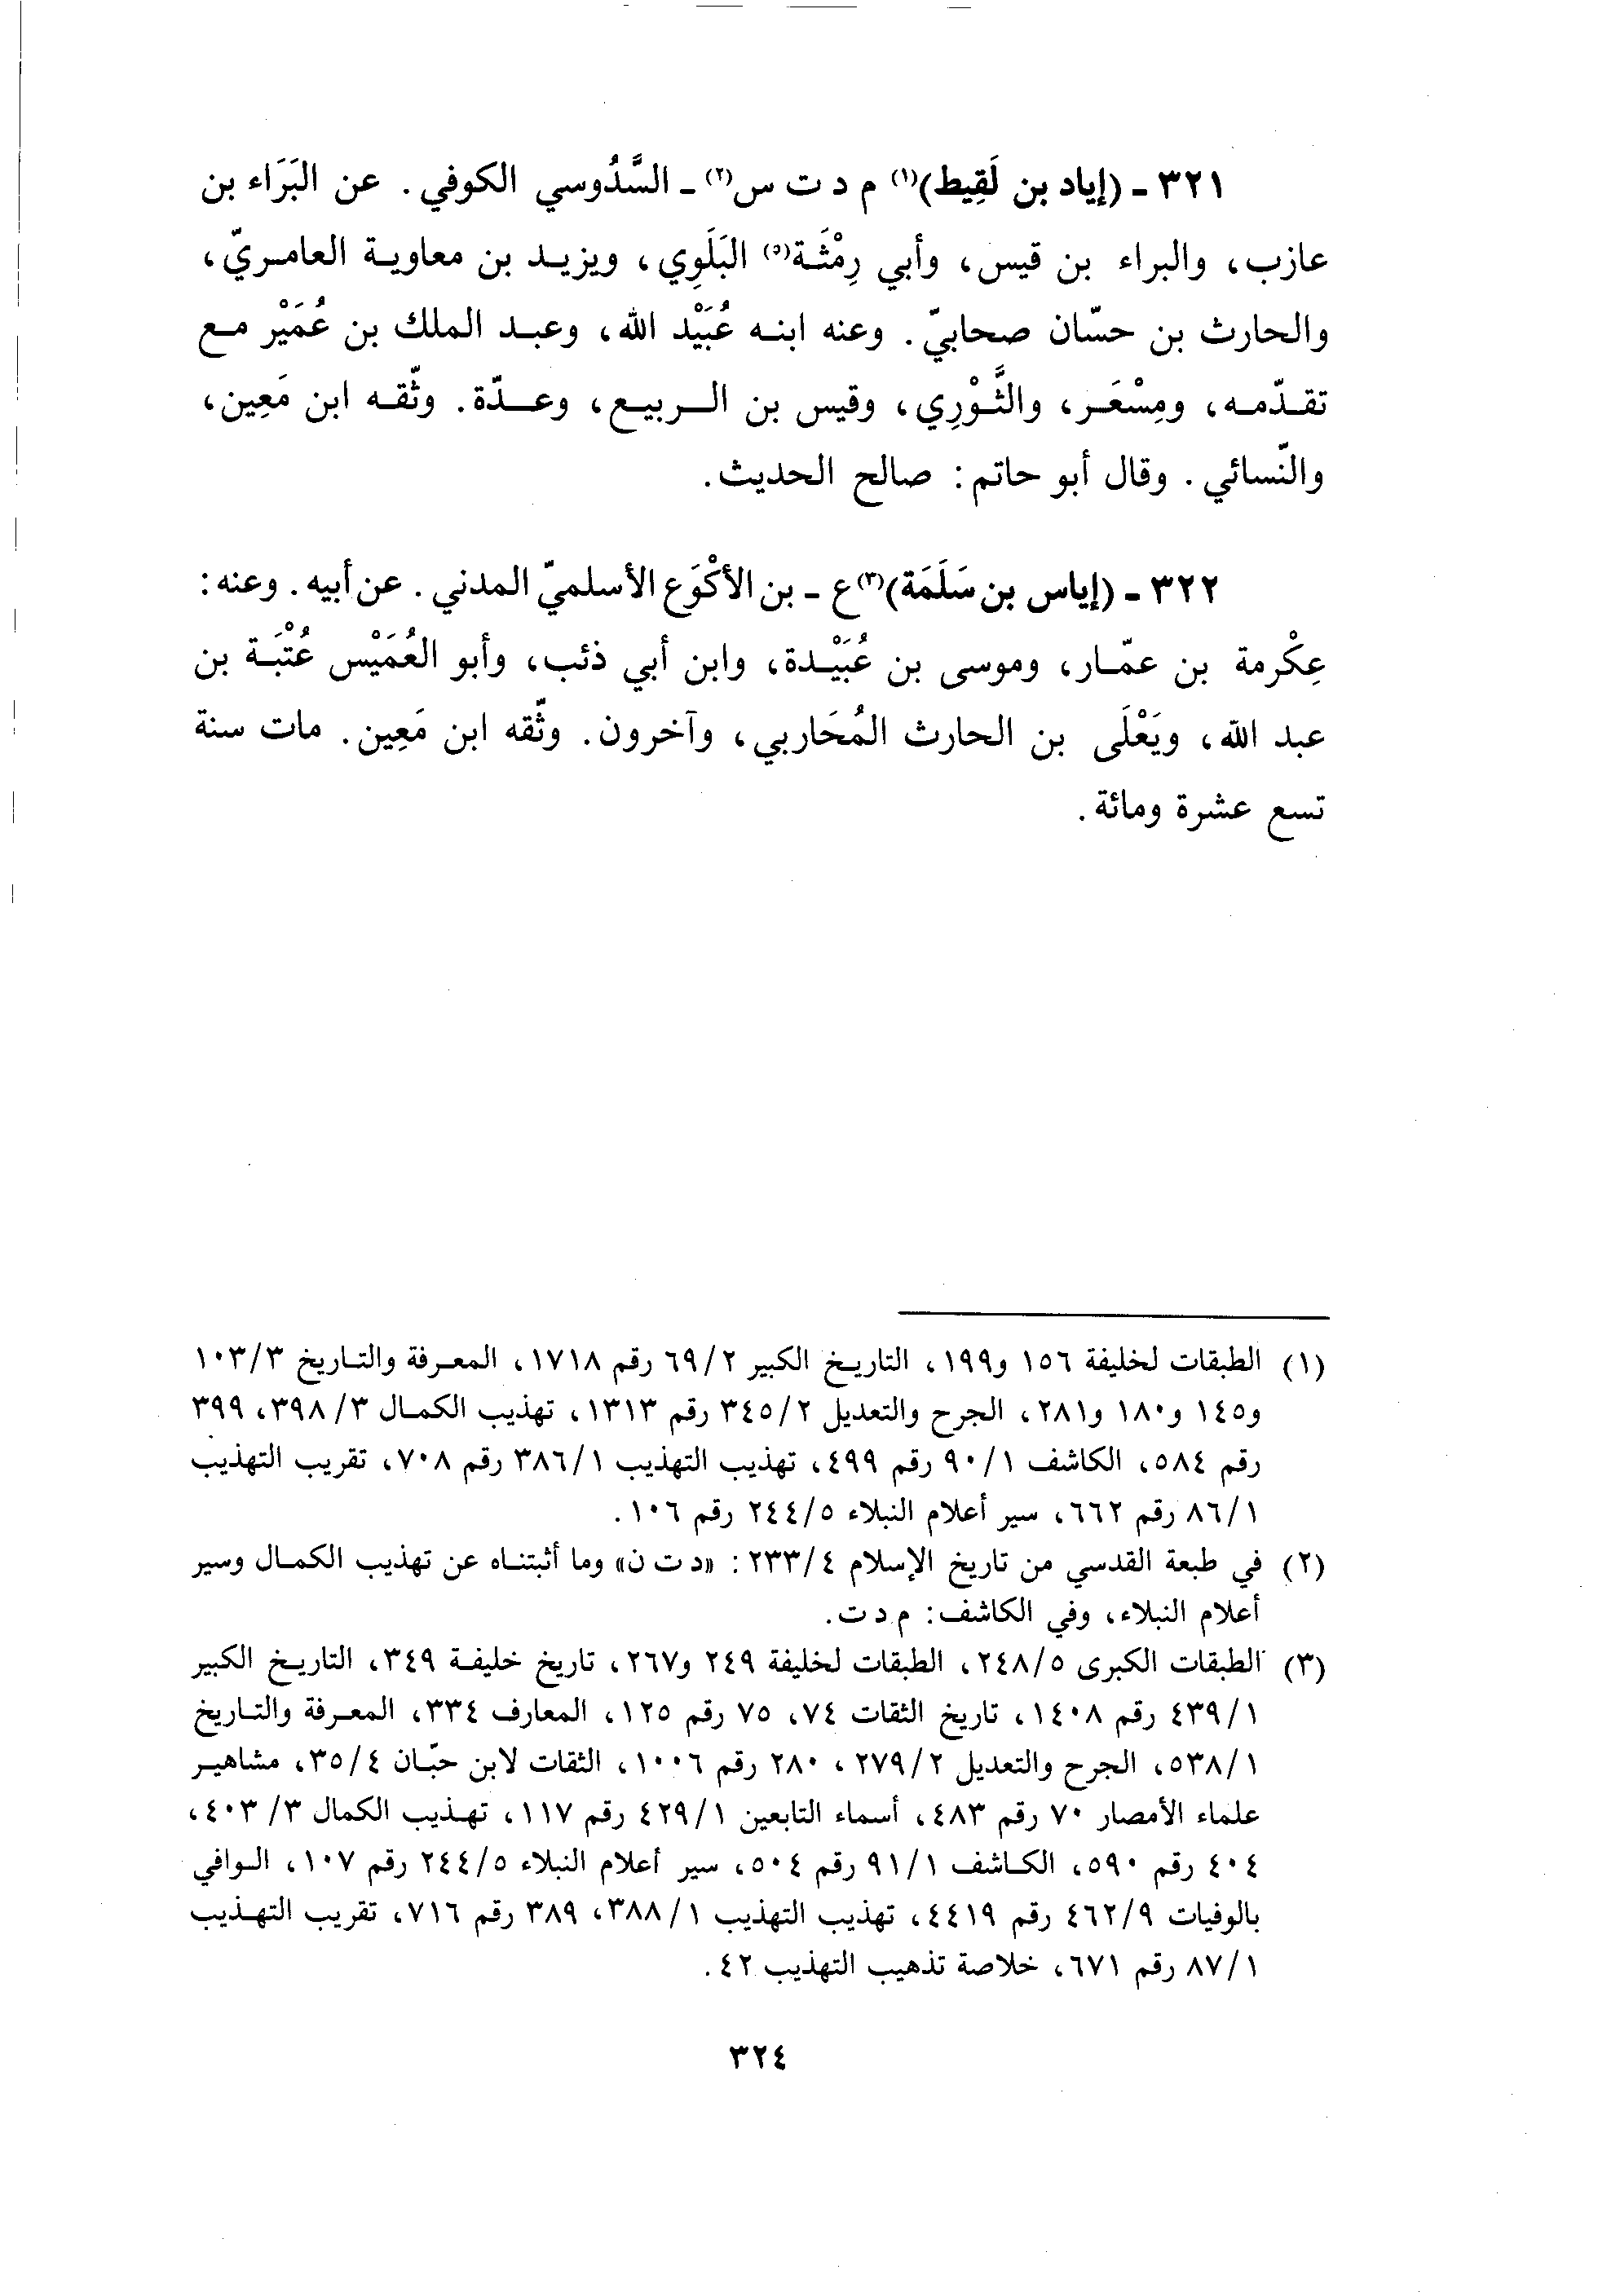 ٣٢١ - (إياد بن لَقِيط)(١) م د ت س(٢) - السَّدُوسي الكوفي. عن البَرَاء بن
عازب، والبراء بن قيس، وأبي رِمْثَة(٥) البَلَوِي، ويزيد بن معاوية العامريّ،
والحارث بن حسّان صحابيّ. وعنه ابنه عُبَيْد الله، وعبد الملك بن عُمَيْر مع
تقدّمه، ومِسْعَر، والثَّوْرِي، وقيس بن الربيع، وعدّة. وثّقه ابن مَعِين،
والنّسائي. وقال أبو حاتم: صالح الحديث.
٣٢٢ - (إياس بن سَلَمَة)(٣) ع - بن الأكْوَع الأسلميّ المدني. عن أبيه. وعنه:
عِكْرمة بن عمّار، وموسى بن عُبَيْدة، وابن أبي ذئب، وأبو العُمَيْس عُتْبَة بن
عبد الله، ويَعْلَى بن الحارث المُحَاربي، وآخرون. وثّقه ابن مَعِين. مات سنة
تسع عشرة ومائة.
(١) الطبقات لخليفة ١٥٦ و١٩٩، التاريخ الكبير ٦٩/٢ رقم ١٧١٨، المعرفة والتاريخ ١٠٣/٣
و١٤٥ و١٨٠ و٢٨١، الجرح والتعديل ٣٤٥/٢ رقم ١٣١٣، تهذيب الكمال ٣٩٨/٣، ٣٩٩
رقم ٥٨٤، الكاشف ٩٠/١ رقم ٤٩٩، تهذيب التهذيب ٣٨٦/١ رقم ٧٠٨، تقريب التهذيب
٨٦/١ رقم ٦٦٢، سير أعلام النبلاء ٢٤٤/٥ رقم ١٠٦.
(٢) في طبعة القدسي من تاريخ الإسلام ٢٣٣/٤: «د ت ن» وما أثبتناه عن تهذيب الكمال وسير
أعلام النبلاء، وفي الكاشف: م د ت.
(٣) الطبقات الكبرى ٢٤٨/٥، الطبقات لخليفة ٢٤٩ و٢٦٧، تاريخ خليفة ٣٤٩، التاريخ الكبير
٤٣٩/١ رقم ١٤٠٨، تاريخ الثقات ٧٤، ٧٥ رقم ١٢٥، المعارف ٣٣٤، المعرفة والتاريخ
٥٣٨/١، الجرح والتعديل ٢٧٩/٢، ٢٨٠ رقم ١٠٠٦، الثقات لابن حبّان ٣٥/٤، مشاهير
علماء الأمصار ٧٠ رقم ٤٨٣، أسماء التابعين ٤٢٩/١ رقم ١١٧، تهذيب الكمال ٤٠٣/٣،
٤٠٤ رقم ٥٩٠، الكاشف ٩١/١ رقم ٥٠٤، سير أعلام النبلاء ٢٤٤/٥ رقم ١٠٧، الوافي
بالوفيات ٤٦٢/٩ رقم ٤٤١٩، تهذيب التهذيب ٣٨٨/١، ٣٨٩ رقم ٧١٦، تقريب التهذيب
٨٧/١ رقم ٦٧١، خلاصة تذهيب التهذيب ٤٢.
٣٢٤